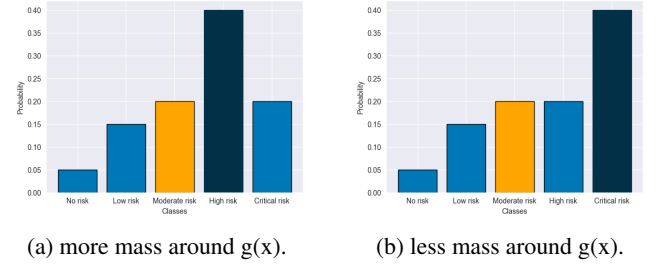 0.40
0.35
0.30
0.25
0.20
0.15
0.10
0.05
0.00
Probability
No risk Low risk Moderate risk High risk Critical risk
Classes
(a) more mass around g(x).
0.40
0.35
0.30
0.25
0.20
0.15
0.10
0.05
0.00
Probability
No risk Low risk Moderate risk High risk Critical risk
Classes
(b) less mass around g(x).